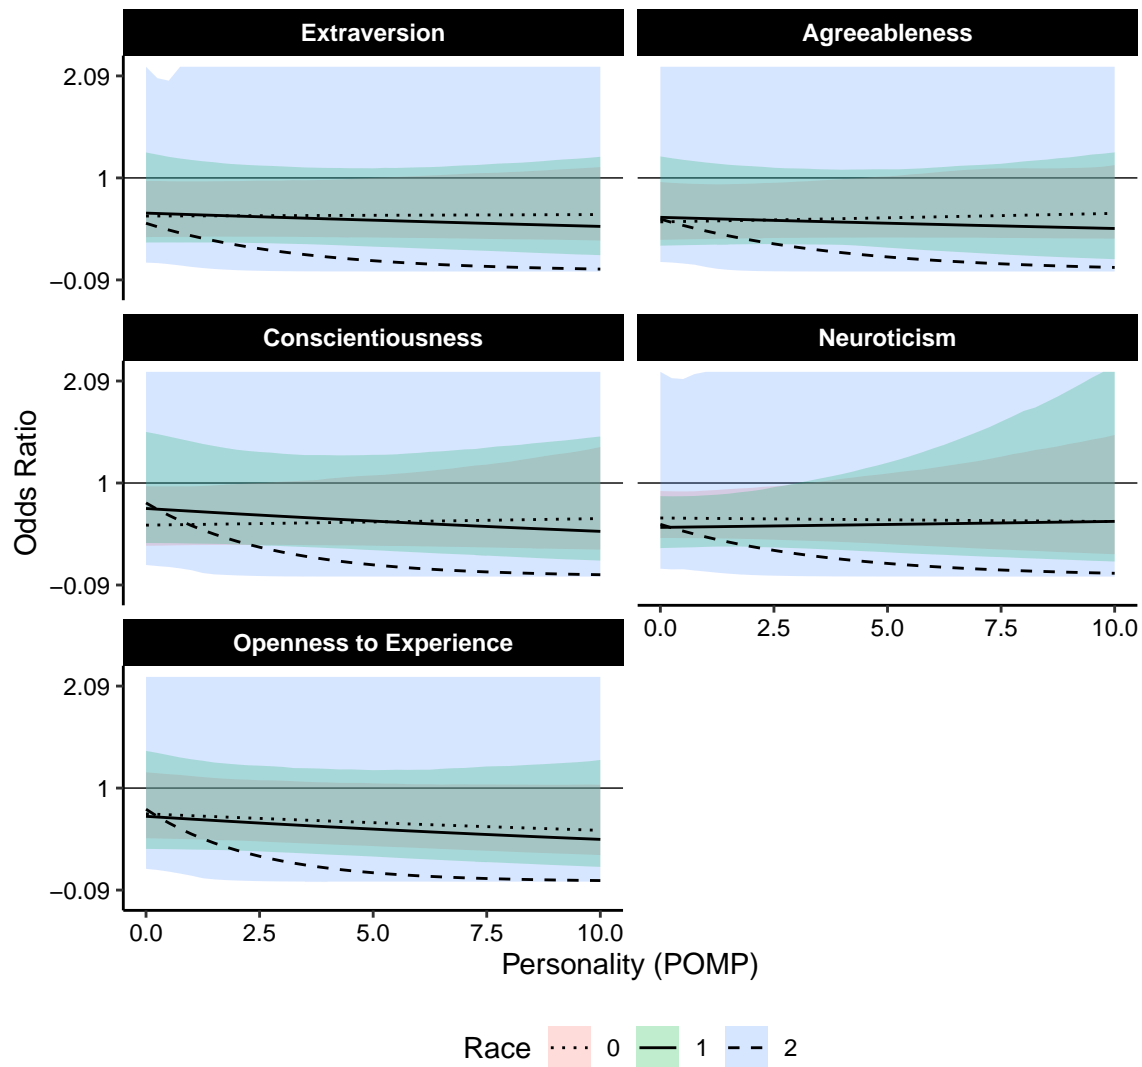 Extraversion
Agreeableness
2.09
1
−0.09
Conscientiousness
Neuroticism
2.09
1
−0.09
0.0 2.5 5.0 7.5 10.0
Openness to Experience
2.09
1
−0.09
0.0 2.5 5.0 7.5 10.0
Odds Ratio
Personality (POMP)
Race 0 1 2